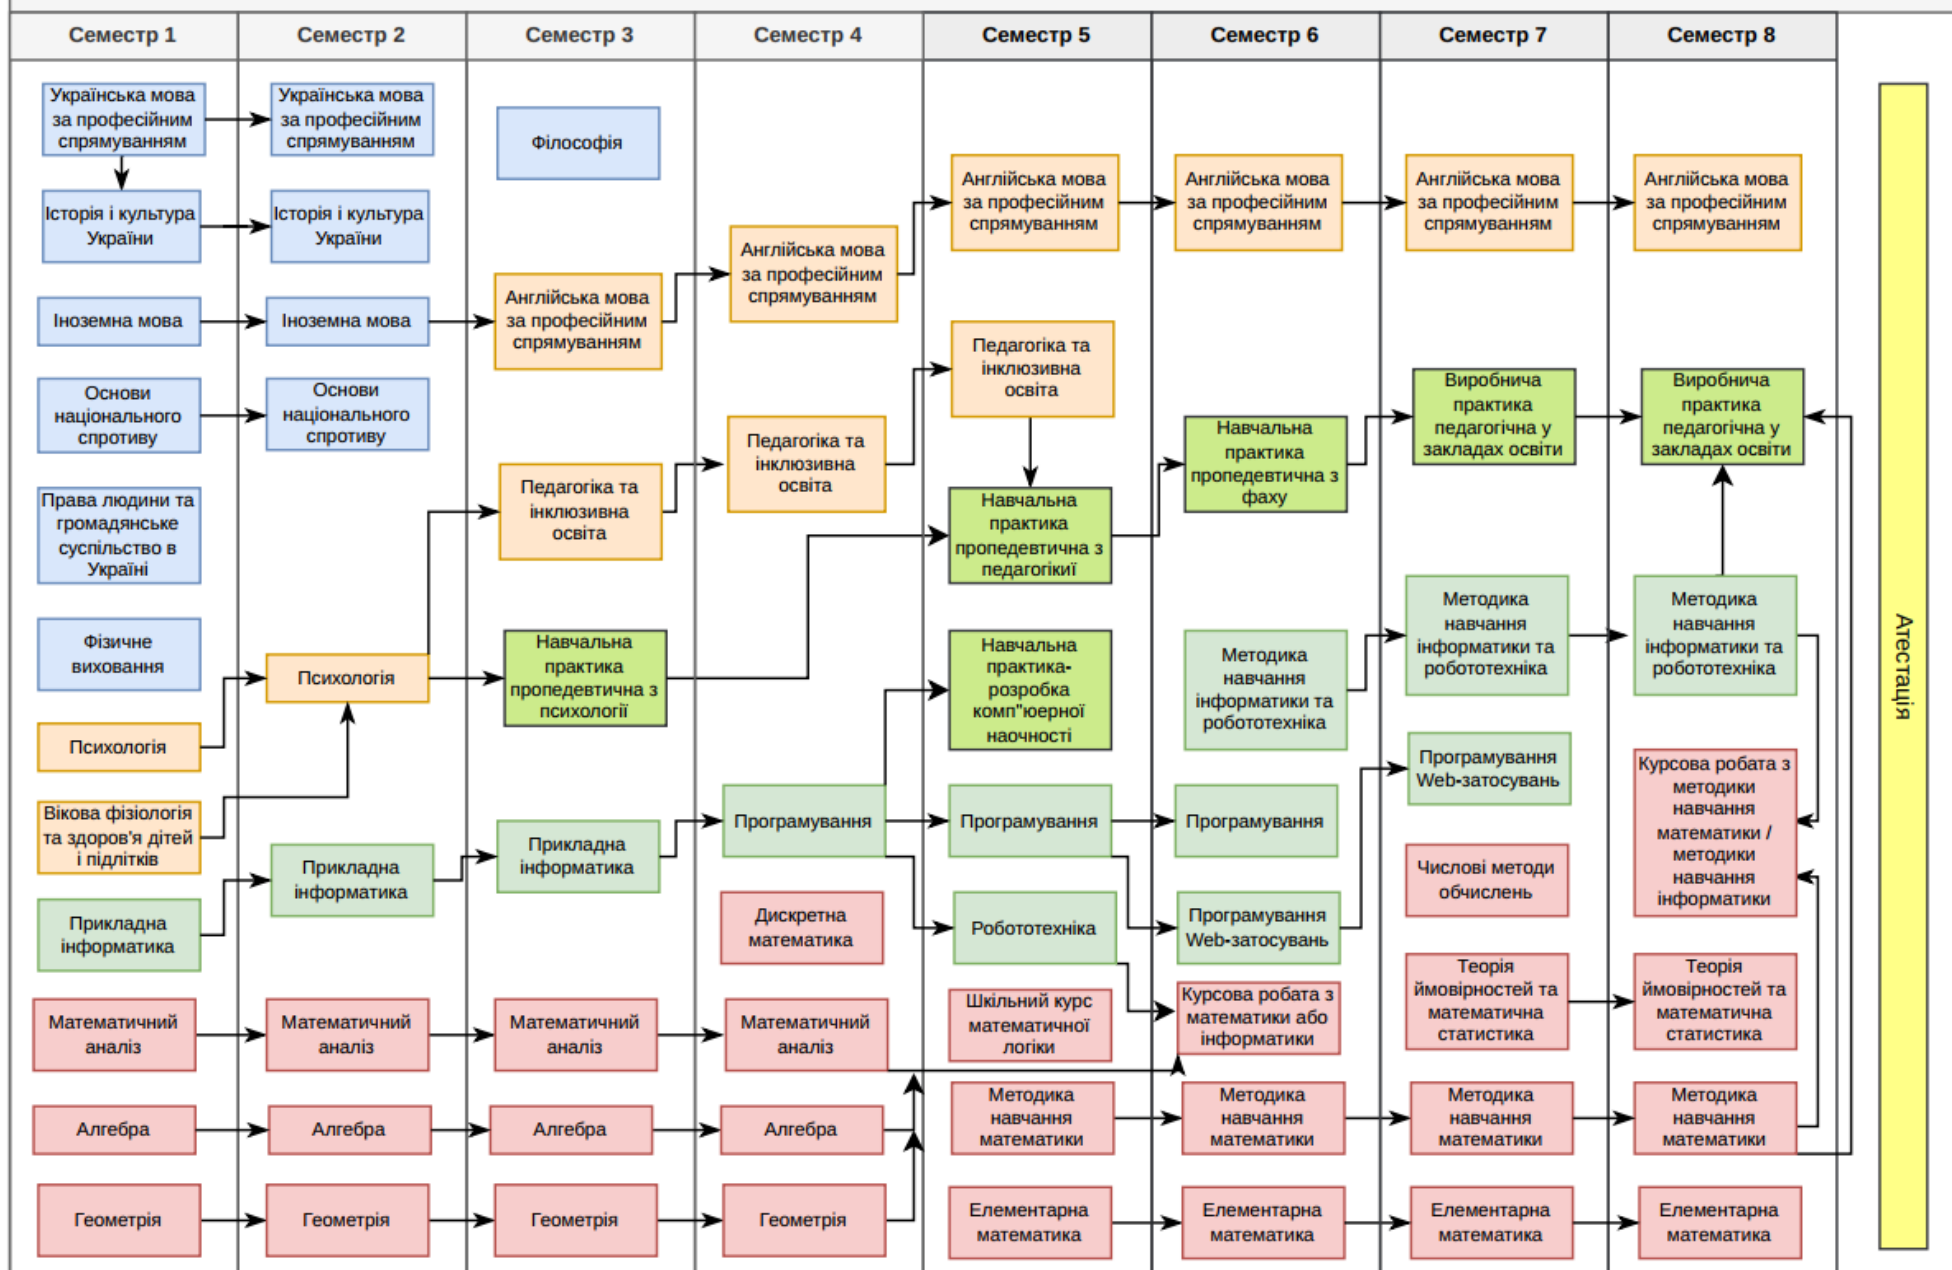 Семестр 1
Семестр 2
Семестр 3
Семестр 4
Семестр 5
Семестр 6
Семестр 7
Семестр 8
Українська мова
за професійним
спрямуванням
Історія і культура
України
Іноземна мова
Основи
національного
спротиву
Права людини та
громадянське
суспільство в
Україні
Фізичне
виховання
Психологія
Вікова фізіологія
та здоров'я дітей
і підлітків
Прикладна
інформатика
Математичний
аналіз
Алгебра
Геометрія
Українська мова
за професійним
спрямуванням
Історія і культура
України
Іноземна мова
Основи
національного
спротиву
Психологія
Прикладна
інформатика
Математичний
аналіз
Алгебра
Геометрія
Філософія
Англійська мова
за професійним
спрямуванням
Педагогіка та
інклюзивна
освіта
Навчальна
практика
пропедевтична з
психології
Прикладна
інформатика
Математичний
аналіз
Алгебра
Геометрія
Англійська мова
за професійним
спрямуванням
Педагогіка та
інклюзивна
освіта
Програмування
Дискретна
математика
Математичний
аналіз
Алгебра
Геометрія
Англійська мова
за професійним
спрямуванням
Педагогіка та
інклюзивна
освіта
Навчальна
практика
пропедевтична з
педагогікиї
Навчальна
практика-
розробка
комп"юерної
наочності
Програмування
Робототехніка
Шкільний курс
математичної
логіки
Методика
навчання
математики
Елементарна
математика
Англійська мова
за професійним
спрямуванням
Навчальна
практика
пропедевтична з
фаху
Методика
навчання
інформатики та
робототехніка
Програмування
Програмування
Web-затосувань
Курсова робата з
математики або
інформатики
Методика
навчання
математики
Елементарна
математика
Англійська мова
за професійним
спрямуванням
Виробнича
практика
педагогічна у
закладах освіти
Методика
навчання
інформатики та
робототехніка
Програмування
Web-затосувань
Числові методи
обчислень
Теорія
ймовірностей та
математична
статистика
Методика
навчання
математики
Елементарна
математика
Англійська мова
за професійним
спрямуванням
Виробнича
практика
педагогічна у
закладах освіти
Методика
навчання
інформатики та
робототехніка
Курсова робата з
методики
навчання
математики /
методики
навчання
інформатики
Теорія
ймовірностей та
математична
статистика
Методика
навчання
математики
Елементарна
математика
Атестація